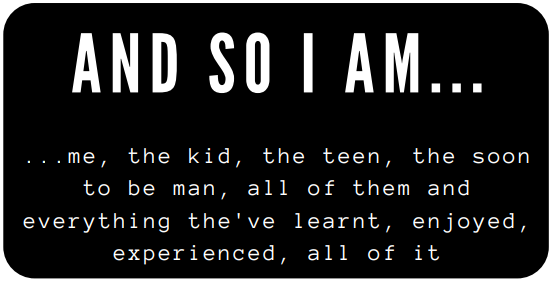 AND SO I AM...
...me, the kid, the teen, the soon
to be man, all of them and
everything the've learnt, enjoyed,
experienced, all of it